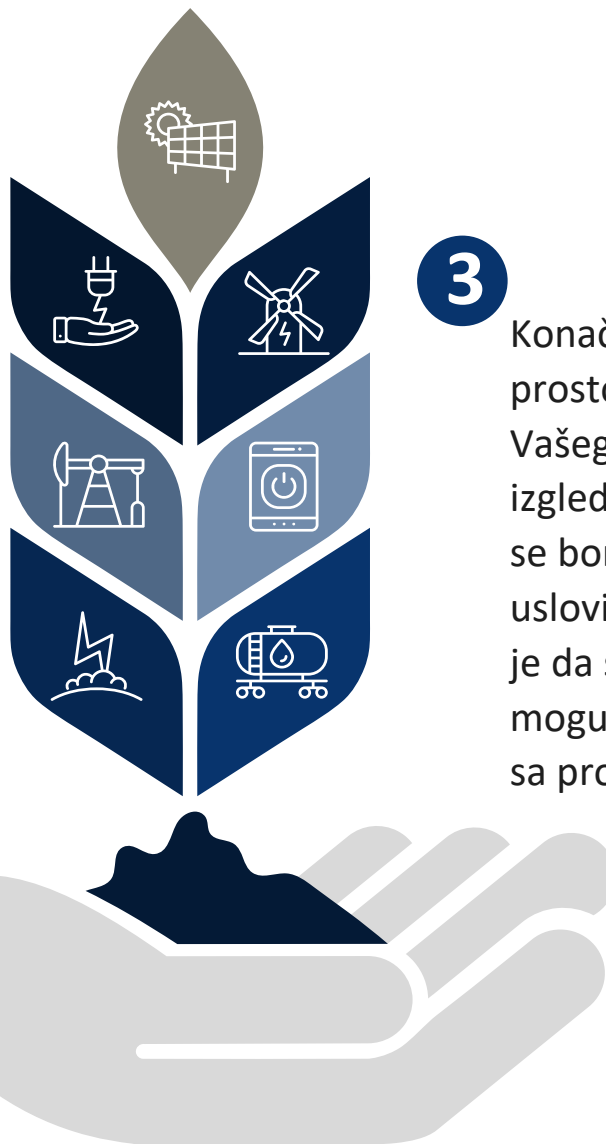 3
Konač
prosto
Vašeg
izgled
se bor
uslovi
je da s
mogu
sa pro